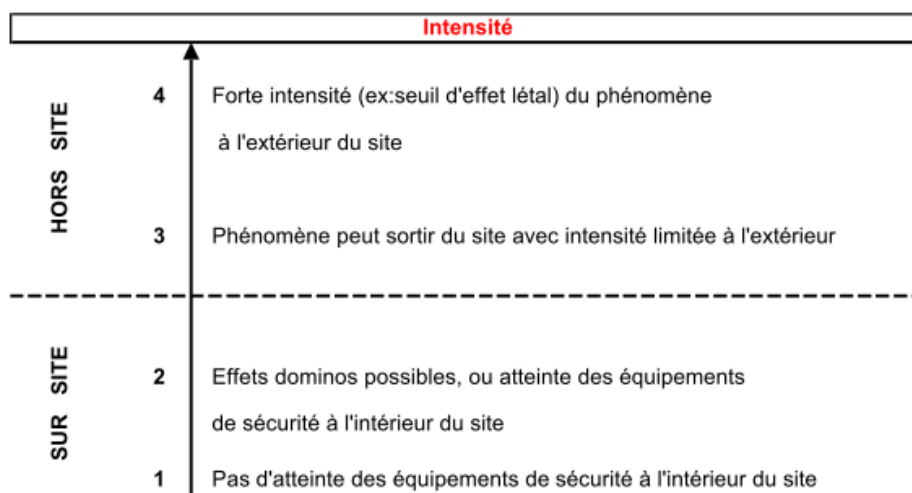 Intensité
HORS SITE
4 Forte intensité (ex:seuil d'effet létal) du phénomène
à l'extérieur du site
3 Phénomène peut sortir du site avec intensité limitée à l'extérieur
SUR SITE
2 Effets dominos possibles, ou atteinte des équipements
de sécurité à l'intérieur du site
1 Pas d'atteinte des équipements de sécurité à l'intérieur du site